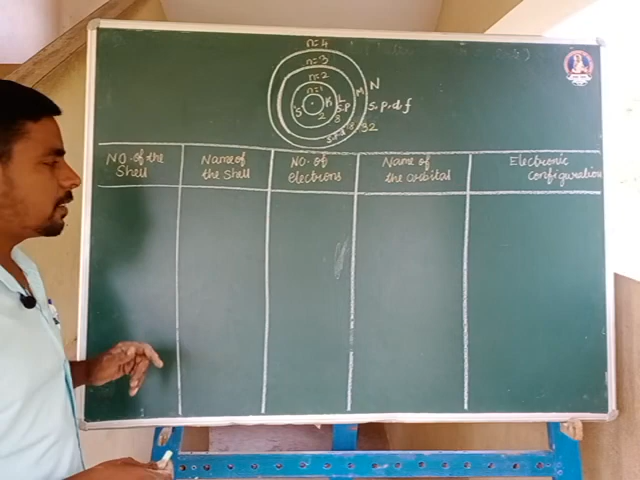 n=4
n=3
n=2
n=1
S K L M N
2 S.P S.P.d.f
8
32
NO. of the Shell
Name of the Shell
NO. of electrons
Name of the orbital
Electronic Configuration